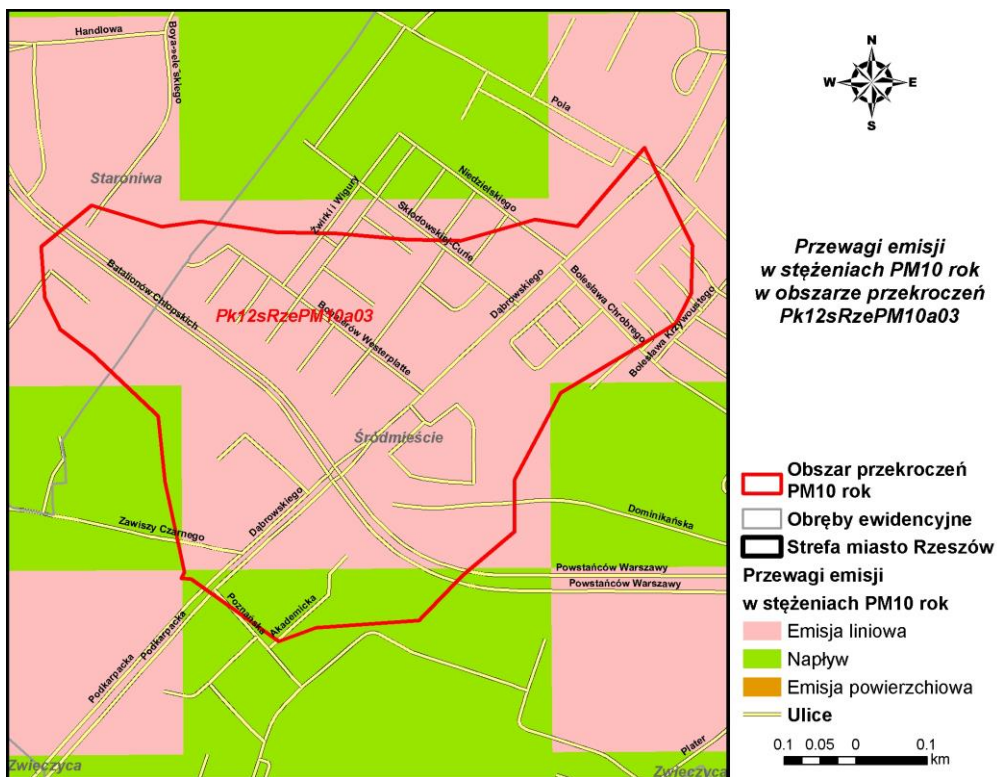 Handlowa
Boya-Żeleńskiego
Pola
Staroniwa
Niedzielskiego
Żwirki i Wigury
Skłodowskiej-Curie
Batalionów Chłopskich
Dąbrowskiego
Bolesława Chrobrego
Pk12sRzePM10a03
Bohaterów Westerplatte
Bolesława Krzywoustego
Śródmieście
Dąbrowskiego
Zawiszy Czarnego
Dominikańska
Powstańców Warszawy
Powstańców Warszawy
Poznańska
Akademicka
Podkarpacka
Podkarpacka
Plater
Zwięczyca
Zwięczyca
N
W
E
S
Przewagi emisji
w stężeniach PM10 rok
w obszarze przekroczeń
Pk12sRzePM10a03
Obszar przekroczeń
PM10 rok
Obręby ewidencyjne
Strefa miasto Rzeszów
Przewagi emisji
w stężeniach PM10 rok
Emisja liniowa
Napływ
Emisja powierzchiowa
Ulice
0.1 0.05 0 0.1
km